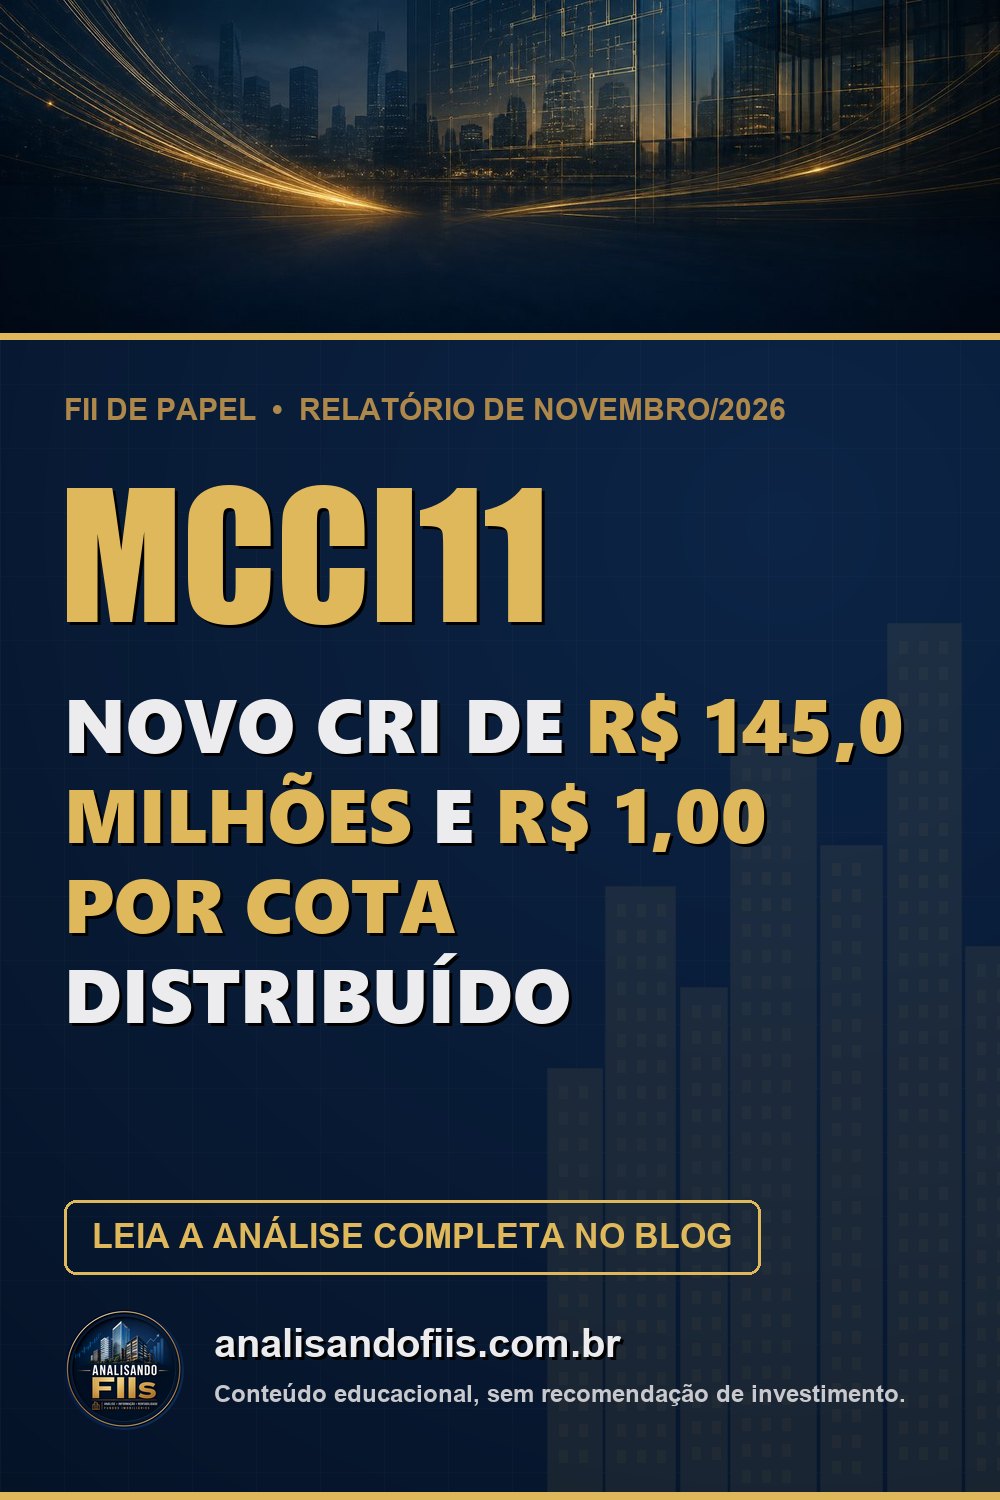 FII DE PAPEL • RELATÓRIO DE NOVEMBRO/2026
MCCI11
NOVO CRI DE R$ 145,0
MILHÕES E R$ 1,00
POR COTA
DISTRIBUÍDO
LEIA A ANÁLISE COMPLETA NO BLOG
ANALISANDO
FIIs
analisandofiis.com.br
Conteúdo educacional, sem recomendação de investimento.